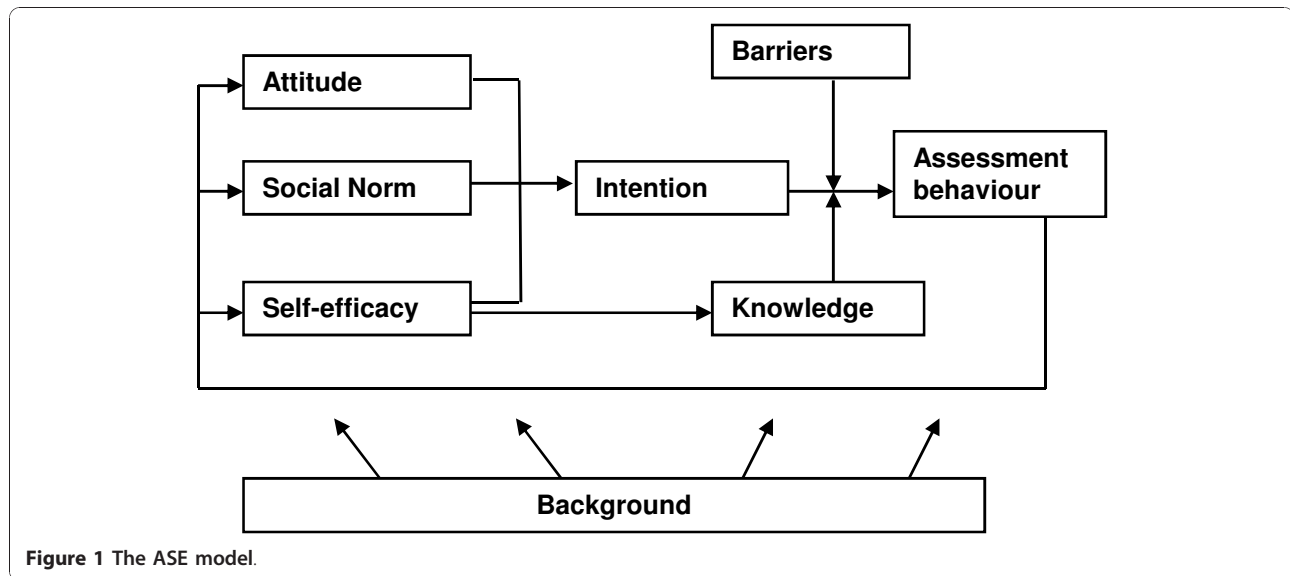 Barriers
Attitude
Assessment
behaviour
Social Norm
Intention
Self-efficacy
Knowledge
Background
Figure 1 The ASE model.